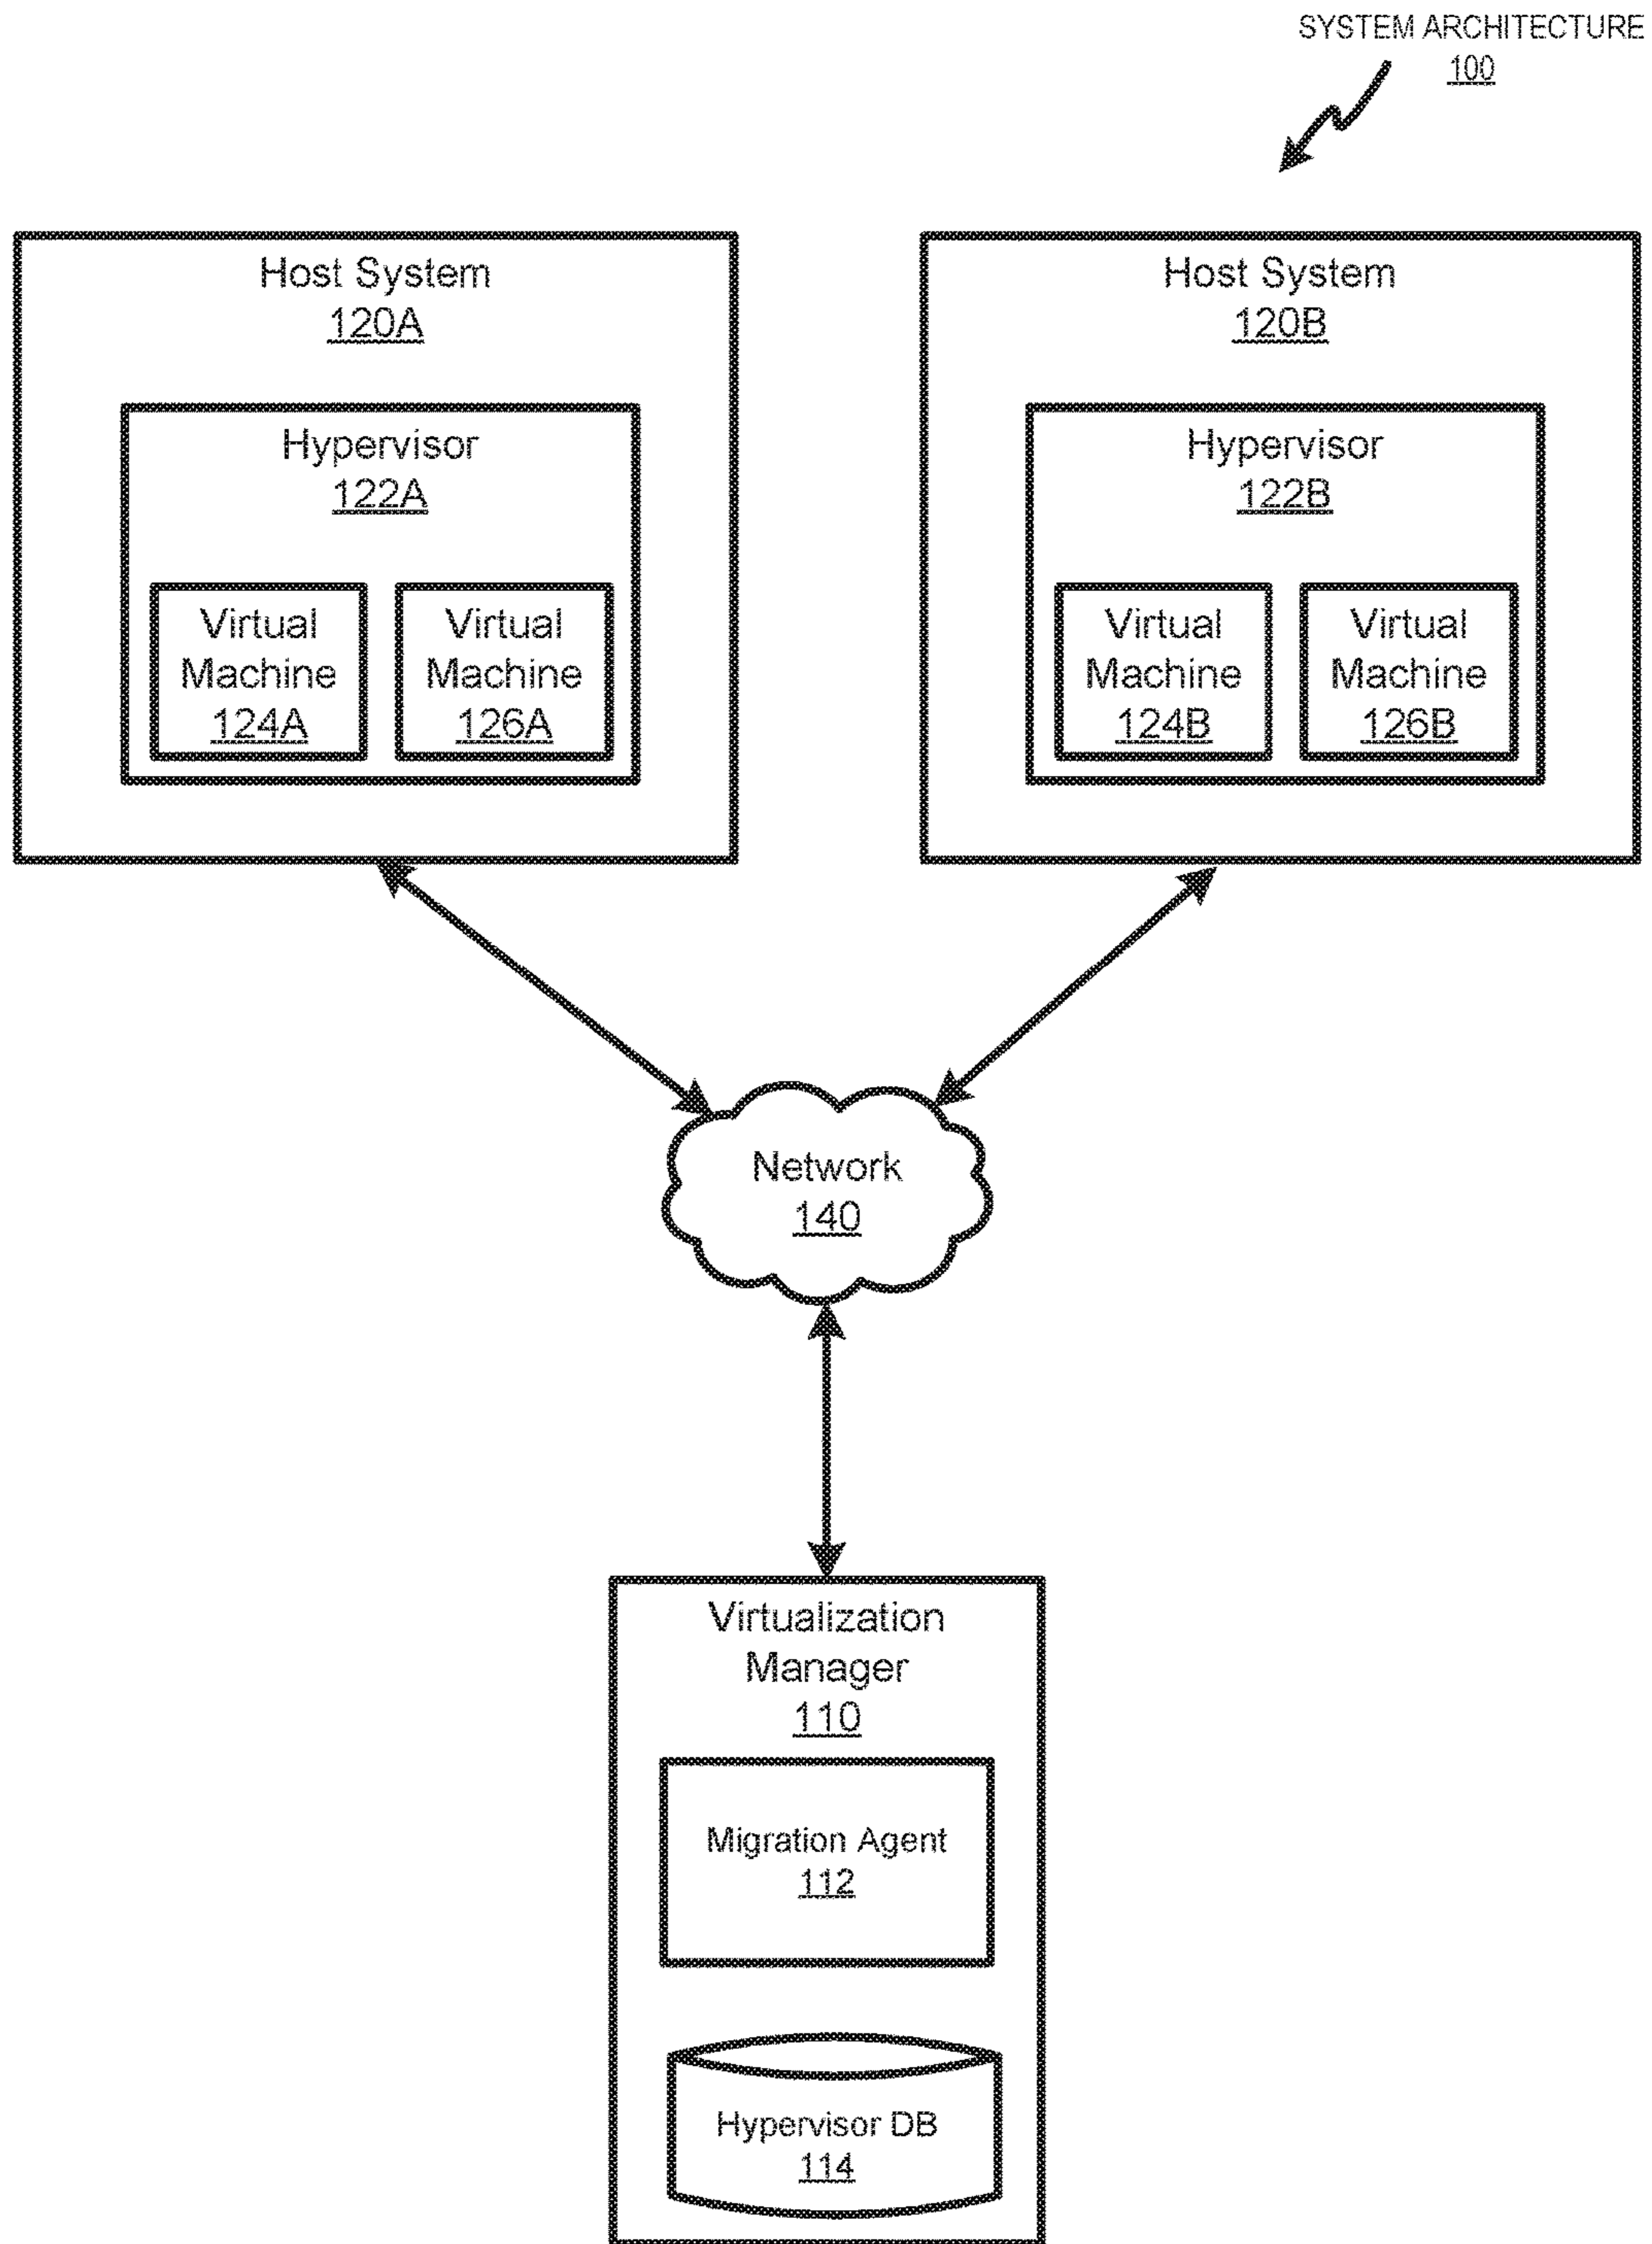 SYSTEM ARCHITECTURE
100
Host System
120A
Hypervisor
122A
Virtual
Machine
124A
Virtual
Machine
126A
Host System
120B
Hypervisor
122B
Virtual
Machine
124B
Virtual
Machine
126B
Network
140
Virtualization
Manager
110
Migration Agent
112
Hypervisor DB
114